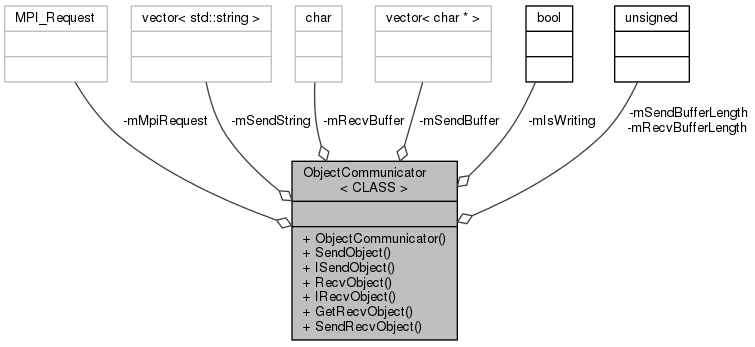 MPI_Request
vector< std::string >
char
vector< char * >
bool
unsigned
-mMpiRequest
-mSendString
-mRecvBuffer
-mSendBuffer
-mIsWriting
-mSendBufferLength
-mRecvBufferLength
ObjectCommunicator
< CLASS >
+ ObjectCommunicator()
+ SendObject()
+ ISendObject()
+ RecvObject()
+ IRecvObject()
+ GetRecvObject()
+ SendRecvObject()